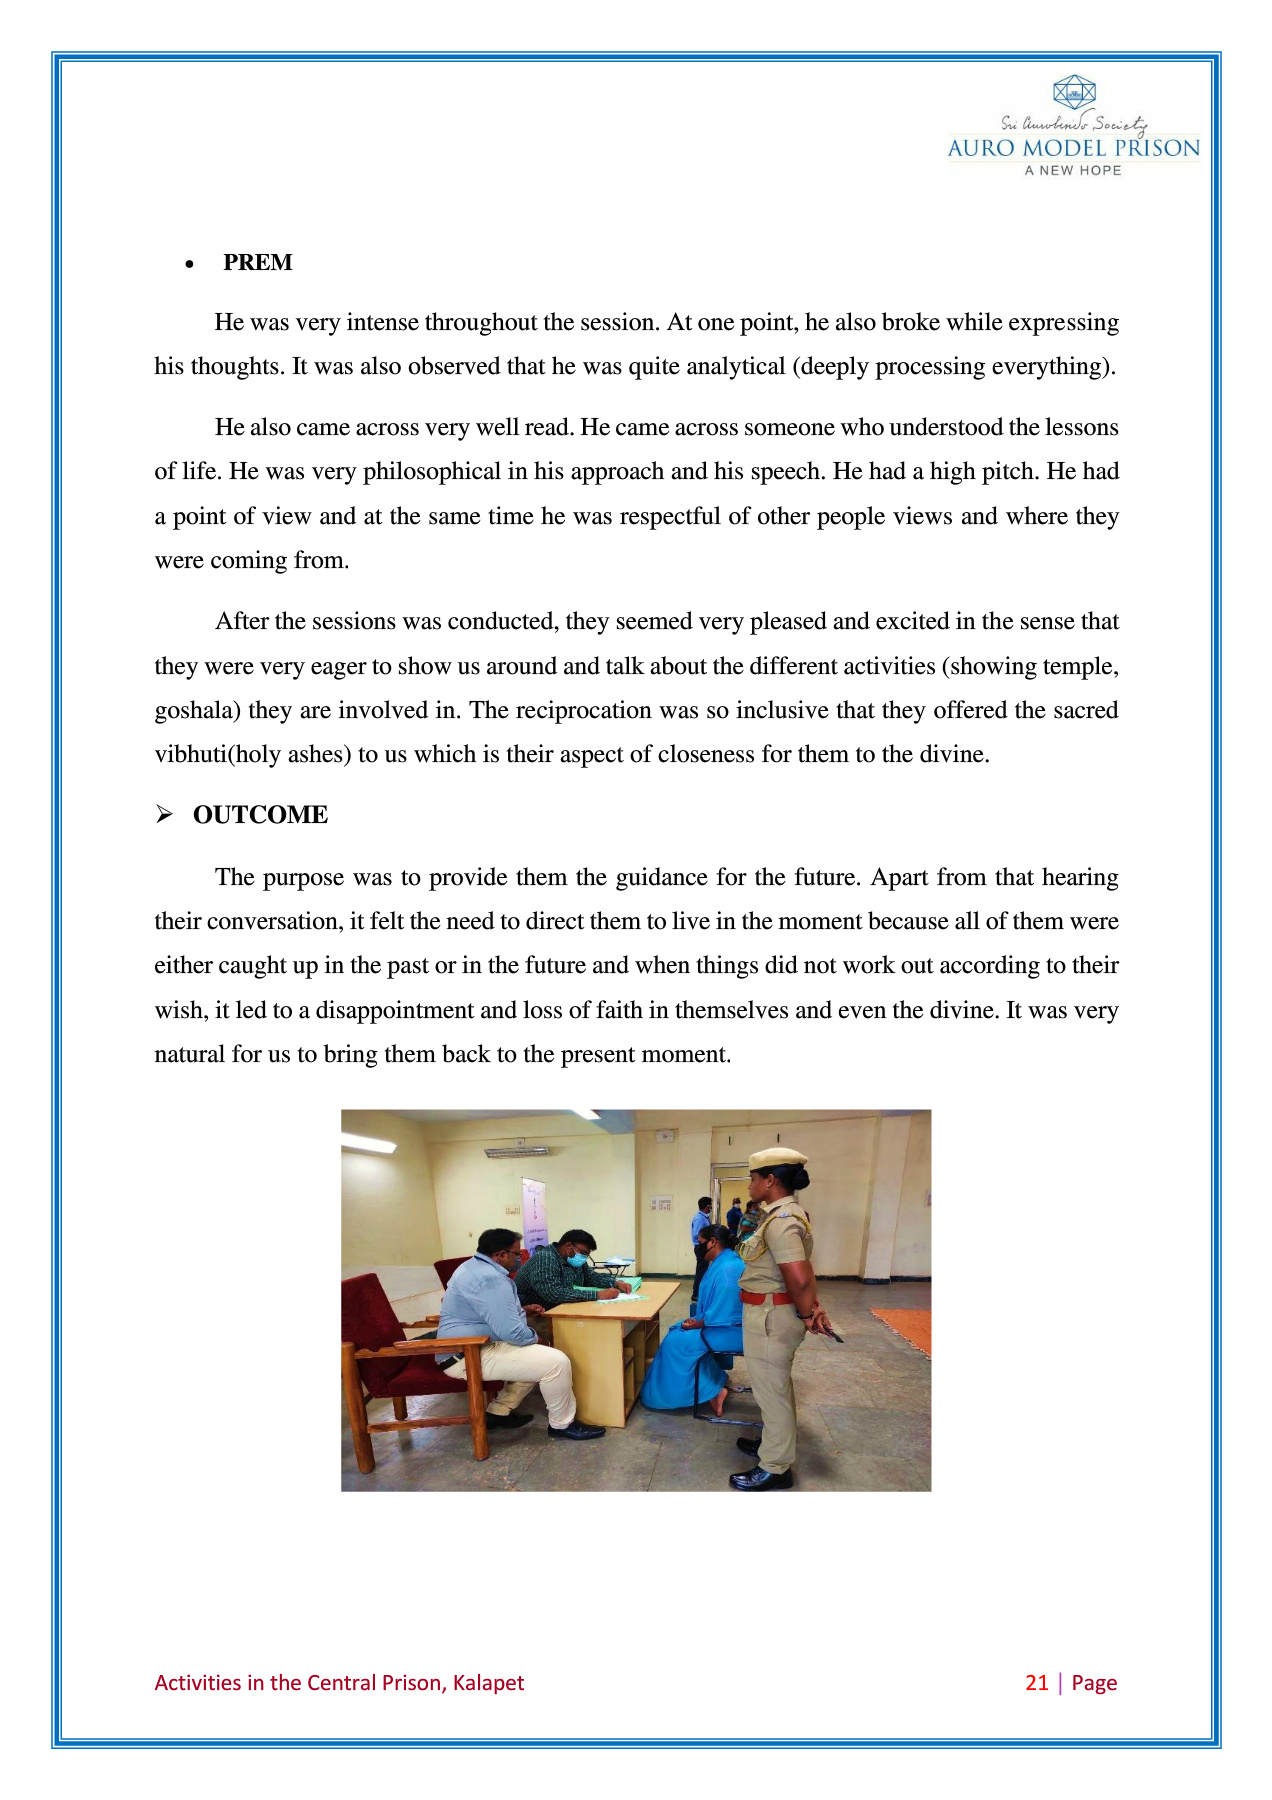 Sri Aurobindo Society
AURO MODEL PRISON
A NEW HOPE
• PREM
He was very intense throughout the session. At one point, he also broke while expressing
his thoughts. It was also observed that he was quite analytical (deeply processing everything).
He also came across very well read. He came across someone who understood the lessons
of life. He was very philosophical in his approach and his speech. He had a high pitch. He had
a point of view and at the same time he was respectful of other people views and where they
were coming from.
After the sessions was conducted, they seemed very pleased and excited in the sense that
they were very eager to show us around and talk about the different activities (showing temple,
goshala) they are involved in. The reciprocation was so inclusive that they offered the sacred
vibhuti(holy ashes) to us which is their aspect of closeness for them to the divine.
➢ OUTCOME
The purpose was to provide them the guidance for the future. Apart from that hearing
their conversation, it felt the need to direct them to live in the moment because all of them were
either caught up in the past or in the future and when things did not work out according to their
wish, it led to a disappointment and loss of faith in themselves and even the divine. It was very
natural for us to bring them back to the present moment.
Activities in the Central Prison, Kalapet
21 | Page